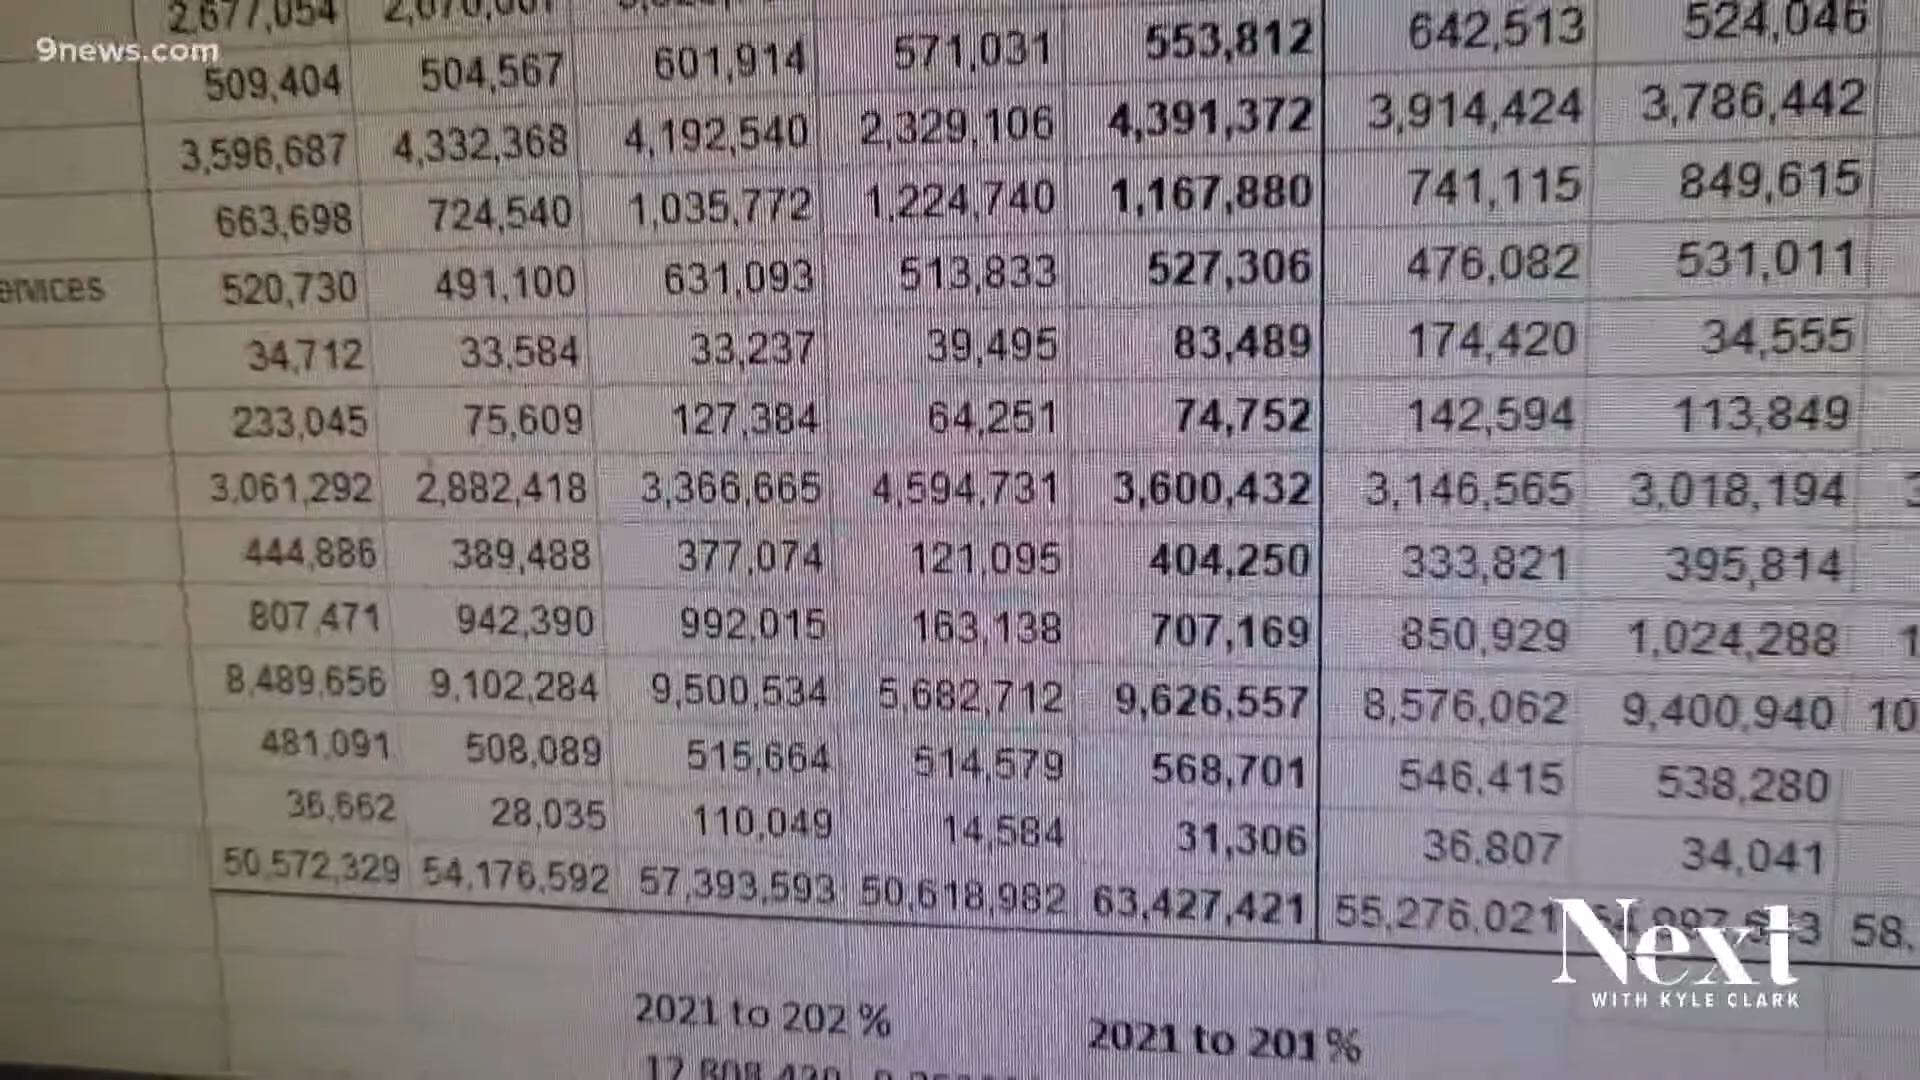 9news.com
2,677,054
509,404 504,567 601,914 571,031 553,812 642,513 524,046
3,596,687 4,332,368 4,192,540 2,329,106 4,391,372 3,914,424 3,786,442
663,698 724,540 1,035,772 1,224,740 1,167,880 741,115 849,615
ervices 520,730 491,100 631,093 513,833 527,306 476,082 531,011
34,712 33,584 33,237 39,495 83,489 174,420 34,555
233,045 75,609 127,384 64,251 74,752 142,594 113,849
3,061,292 2,882,418 3,366,665 4,594,731 3,600,432 3,146,565 3,018,194 3
444,886 389,488 377,074 121,095 404,250 333,821 395,814
807,471 942,390 992,015 163,138 707,169 850,929 1,024,288 1
8,489,656 9,102,284 9,500,534 5,682,712 9,626,557 8,576,062 9,400,940 10
481,091 508,089 515,664 514,579 568,701 546,415 538,280
36,662 28,035 110,049 14,584 31,306 36,807 34,041
50,572,329 54,176,592 57,393,593 50,618,982 63,427,421 55,276,021 58,
Next
WITH KYLE CLARK
2021 to 202 % 2021 to 201 %